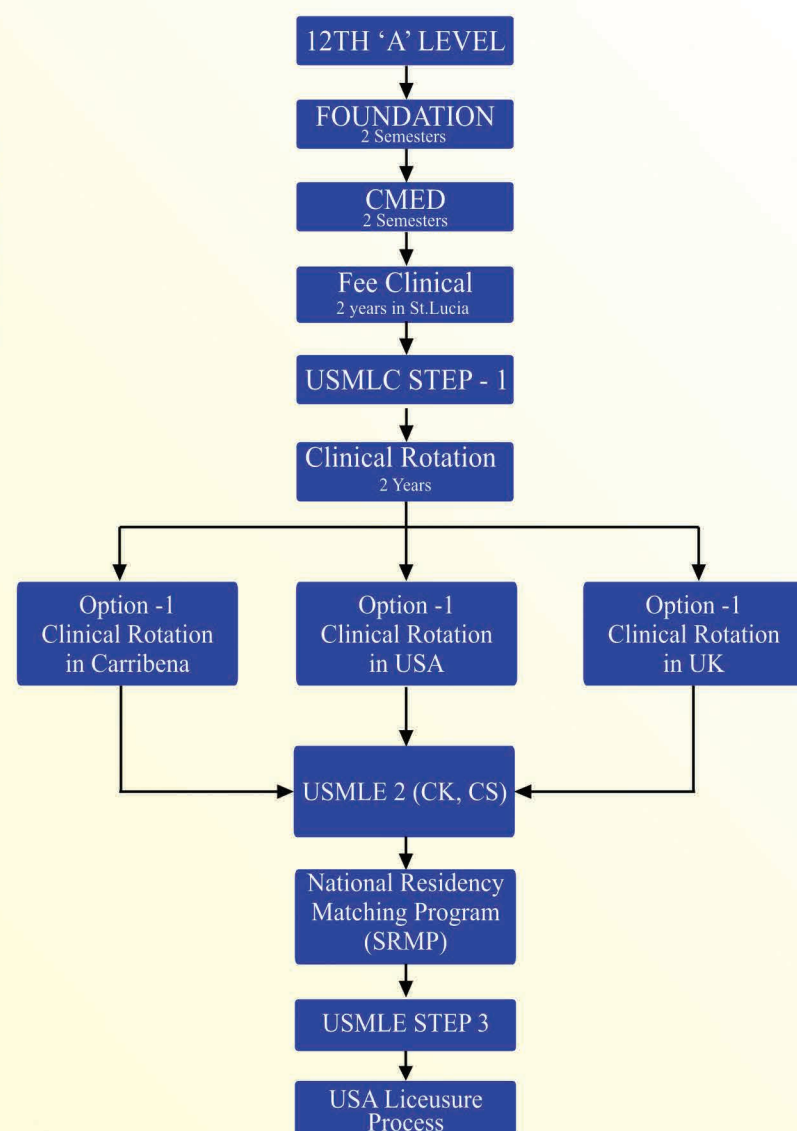 12TH ‘A’ LEVEL
FOUNDATION
2 Semesters
CMED
2 Semesters
Fee Clinical
2 years in St.Lucia
USMLC STEP - 1
Clinical Rotation
2 Years
Option -1
Clinical Rotation
in Carribena
Option -1
Clinical Rotation
in USA
Option -1
Clinical Rotation
in UK
USMLE 2 (CK, CS)
National Residency
Matching Program
(SRMP)
USMLE STEP 3
USA Liceusure
Process